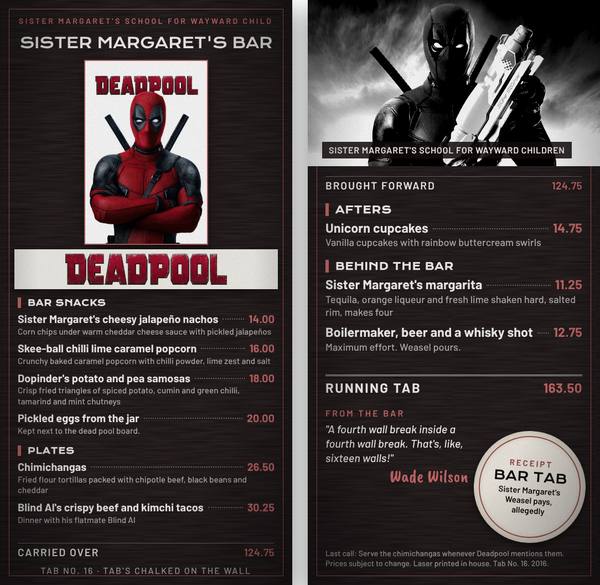 SISTER MARGARET'S SCHOOL FOR WAYWARD CHILD
SISTER MARGARET'S BAR
DEADPOOL
DEADPOOL
BAR SNACKS
Sister Margaret's cheesy jalapeño nachos 14.00
Corn chips under warm cheddar cheese sauce with pickled jalapeños
Skee-ball chilli lime caramel popcorn 16.00
Crunchy baked caramel popcorn with chilli powder, lime zest and salt
Dopinder's potato and pea samosas 18.00
Crisp fried triangles of spiced potato, cumin and green chilli,
tamarind and mint chutneys
Pickled eggs from the jar 20.00
Kept next to the dead pool board.
PLATES
Chimichangas 26.50
Fried flour tortillas packed with chipotle beef, black beans and
cheddar
Blind Al's crispy beef and kimchi tacos 30.25
Dinner with his flatmate Blind Al
CARRIED OVER 124.75
TAB NO. 16 - TAB'S CHALKED ON THE WALL
SISTER MARGARET'S SCHOOL FOR WAYWARD CHILDREN
BROUGHT FORWARD 124.75
AFTERS
Unicorn cupcakes 14.75
Vanilla cupcakes with rainbow buttercream swirls
BEHIND THE BAR
Sister Margaret's margarita 11.25
Tequila, orange liqueur and fresh lime shaken hard, salted
rim, makes four
Boilermaker, beer and a whisky shot 12.75
Maximum effort. Weasel pours.
RUNNING TAB 163.50
FROM THE BAR
"A fourth wall break inside a
fourth wall break. That's, like,
sixteen walls!"
Wade Wilson
RECEIPT
BAR TAB
Sister Margaret's
Weasel pays,
allegedly
Last call: Serve the chimichangas whenever Deadpool mentions them.
Prices subject to change. Laser printed in house. Tab No. 16. 2016.